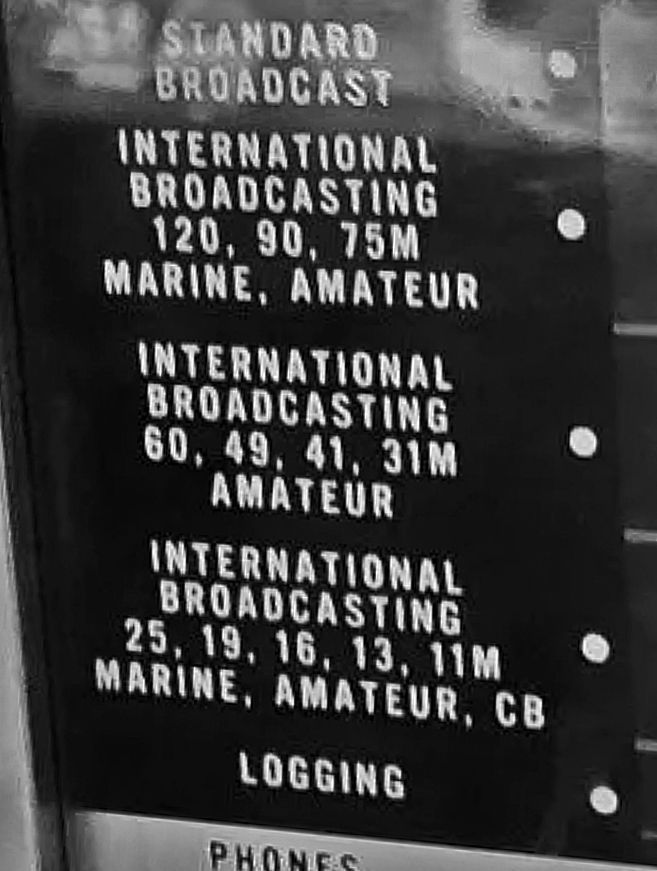 STANDARD
BROADCAST
INTERNATIONAL
BROADCASTING
120, 90, 75M
MARINE, AMATEUR
INTERNATIONAL
BROADCASTING
60, 49, 41, 31M
AMATEUR
INTERNATIONAL
BROADCASTING
25, 19, 16, 13, 11M
MARINE, AMATEUR, CB
LOGGING
PHONES